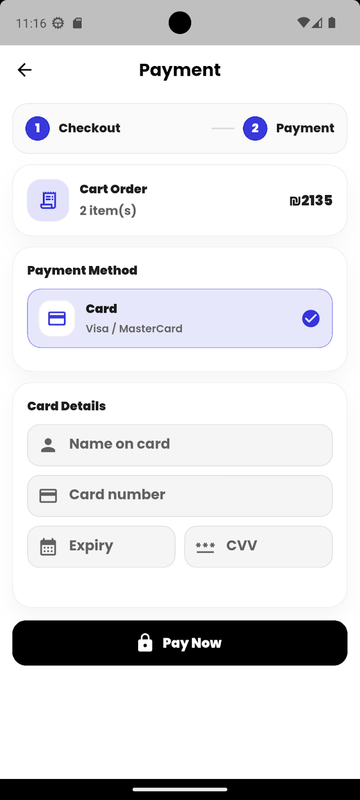 11:16
Payment
1 Checkout
2 Payment
Cart Order
2 item(s)
₪2135
Payment Method
Card
Visa / MasterCard
Card Details
Name on card
Card number
Expiry
*** CVV
Pay Now